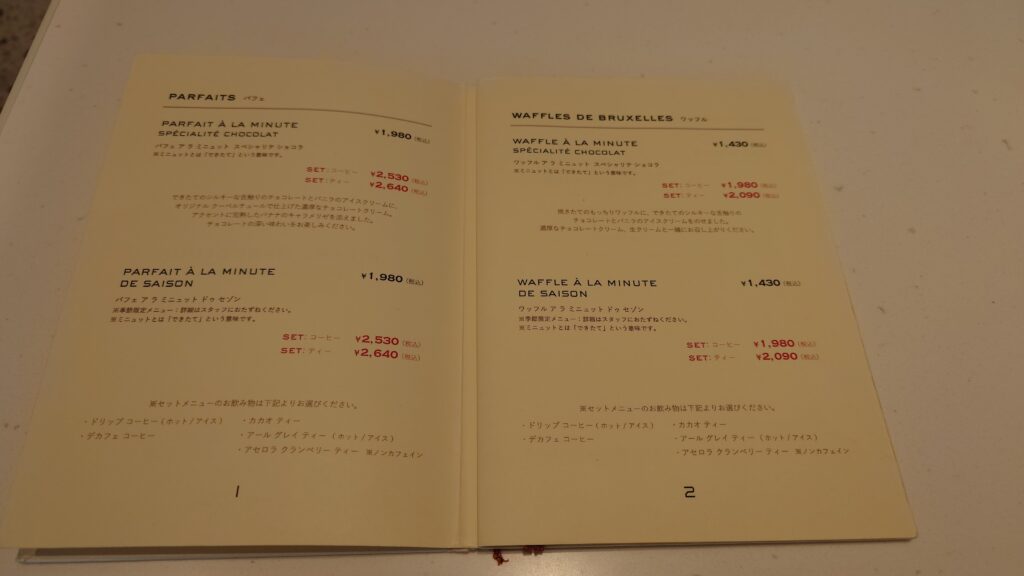 PARFAITS パフェ
PARFAIT À LA MINUTE
SPÉCIALITÉ CHOCOLAT
¥1,980(税込)
パフェ ア ラ ミニュット スペシャリテ ショコラ
※ミニュットとは「できたて」という意味です。
SET:コーヒー ¥2,530(税込)
SET:ティー ¥2,640(税込)
できたてのシルキーな舌触りのチョコレートとバニラのアイスクリームに、
オリジナル クーベルチュールで仕上げた濃厚なチョコレートクリーム。
アクセントに完熟したバナナのキャラメリゼを添えました。
チョコレートの深い味わいをお楽しみください。
PARFAIT À LA MINUTE
DE SAISON
¥1,980(税込)
パフェ ア ラ ミニュット ドゥ セゾン
※季節限定メニュー:詳細はスタッフにおたずねください。
※ミニュットとは「できたて」という意味です。
SET:コーヒー ¥2,530(税込)
SET:ティー ¥2,640(税込)
※セットメニューのお飲み物は下記よりお選びください。
・ドリップ コーヒー(ホット/アイス)
・デカフェ コーヒー
・カカオ ティー
・アール グレイ ティー (ホット/アイス)
・アセロラ クランベリー ティー ※ノンカフェイン
1
WAFFLES DE BRUXELLES ワッフル
WAFFLE À LA MINUTE
SPÉCIALITÉ CHOCOLAT
¥1,430(税込)
ワッフル ア ラ ミニュット スペシャリテ ショコラ
※ミニュットとは「できたて」という意味です。
SET:コーヒー ¥1,980(税込)
SET:ティー ¥2,090(税込)
焼きたてのもっちりワッフルに、できたてのシルキーな舌触りの
チョコレートとバニラのアイスクリームをのせました。
濃厚なチョコレートクリーム、生クリームと一緒にお召し上がりください。
WAFFLE À LA MINUTE
DE SAISON
¥1,430(税込)
ワッフル ア ラ ミニュット ドゥ セゾン
※季節限定メニュー:詳細はスタッフにおたずねください。
※ミニュットとは「できたて」という意味です。
SET:コーヒー ¥1,980(税込)
SET:ティー ¥2,090(税込)
※セットメニューのお飲み物は下記よりお選びください。
・ドリップ コーヒー(ホット/アイス)
・デカフェ コーヒー
・カカオ ティー
・アール グレイ ティー (ホット/アイス)
・アセロラ クランベリー ティー ※ノンカフェイン
2